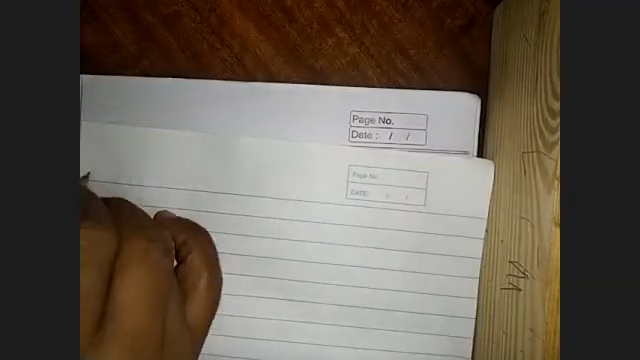 Page No.
Date : / /
Page No.
DATE: / /